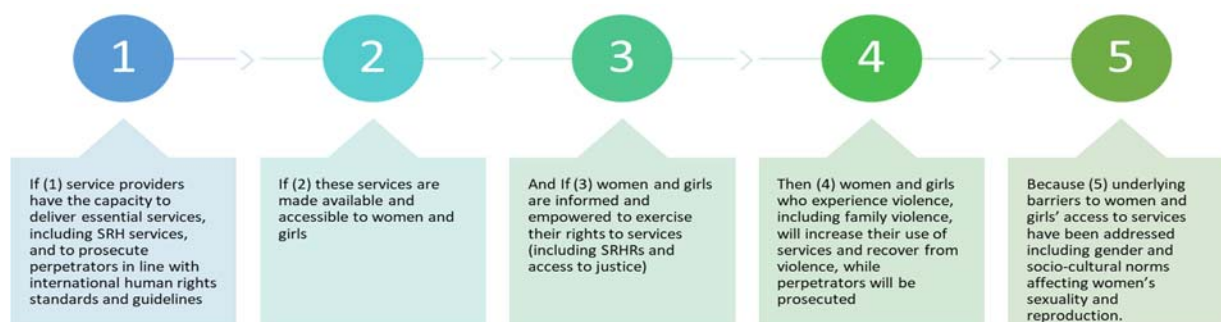 1
2
3
4
5
If (1) service providers
have the capacity to
deliver essential services,
including SRH services,
and to prosecute
perpetrators in line with
international human rights
standards and guidelines
If (2) these services are
made available and
accessible to women and
girls
And If (3) women and girls
are informed and
empowered to exercise
their rights to services
(including SRHRs and
access to justice)
Then (4) women and girls
who experience violence,
including family violence,
will increase their use of
services and recover from
violence, while
perpetrators will be
prosecuted
Because (5) underlying
barriers to women and
girls’ access to services
have been addressed
including gender and
socio-cultural norms
affecting women’s
sexuality and
reproduction.